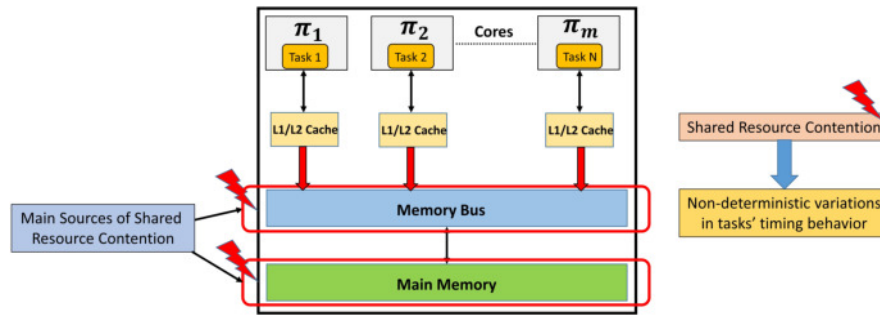 π1 π2 Cores πm
Task 1 Task 2 Task N
L1/L2 Cache L1/L2 Cache L1/L2 Cache
Shared Resource Contention
Main Sources of Shared
Resource Contention
Memory Bus
Non-deterministic variations
in tasks' timing behavior
Main Memory